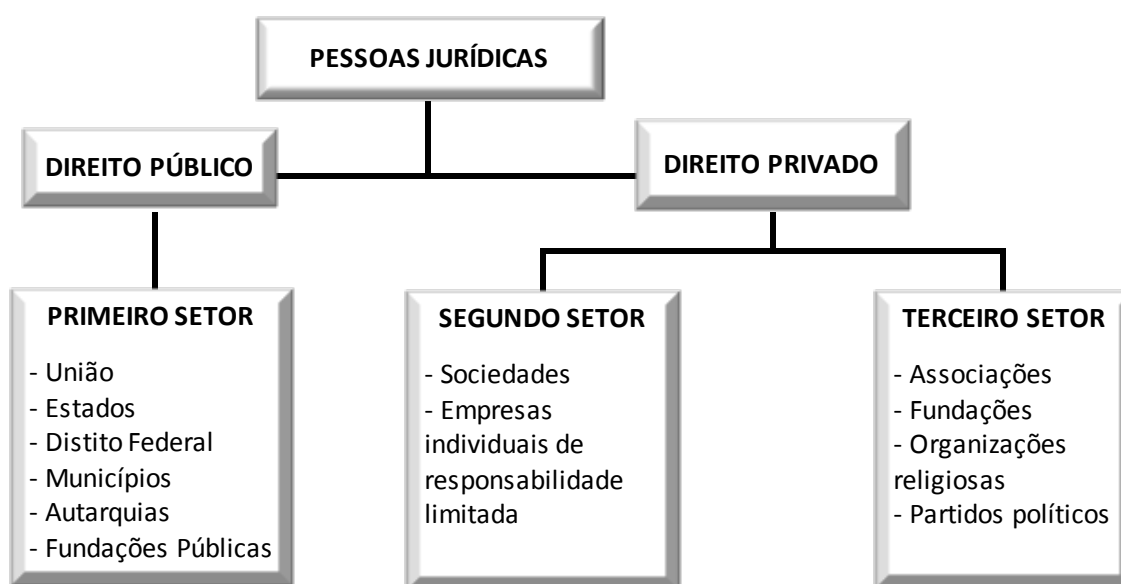 PESSOAS JURÍDICAS
DIREITO PÚBLICO
DIREITO PRIVADO
PRIMEIRO SETOR
- União
- Estados
- Distito Federal
- Municípios
- Autarquias
- Fundações Públicas
SEGUNDO SETOR
- Sociedades
- Empresas
individuais de
responsabilidade
limitada
TERCEIRO SETOR
- Associações
- Fundações
- Organizações
religiosas
- Partidos políticos